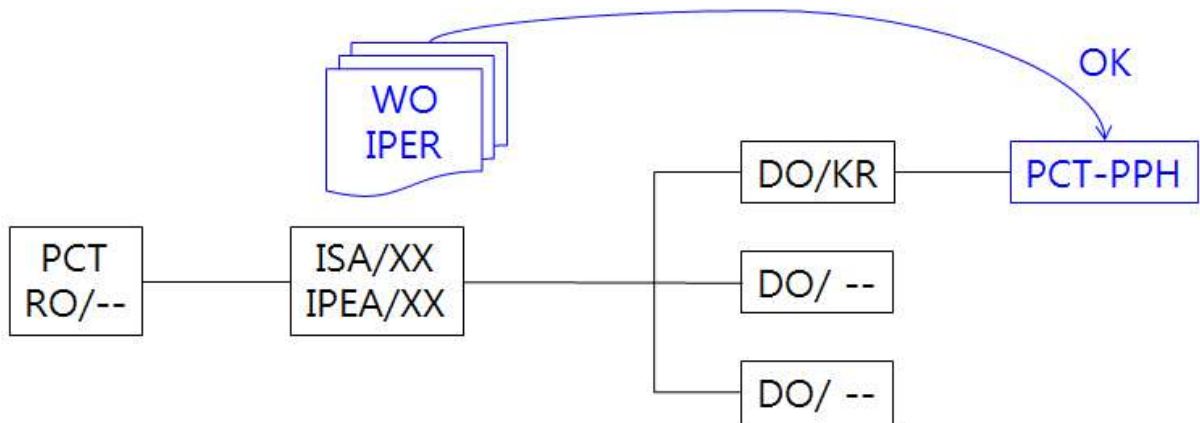 WO
IPER
OK
DO/KR
PCT-PPH
PCT
RO/--
ISA/XX
IPEA/XX
DO/ --
DO/ --